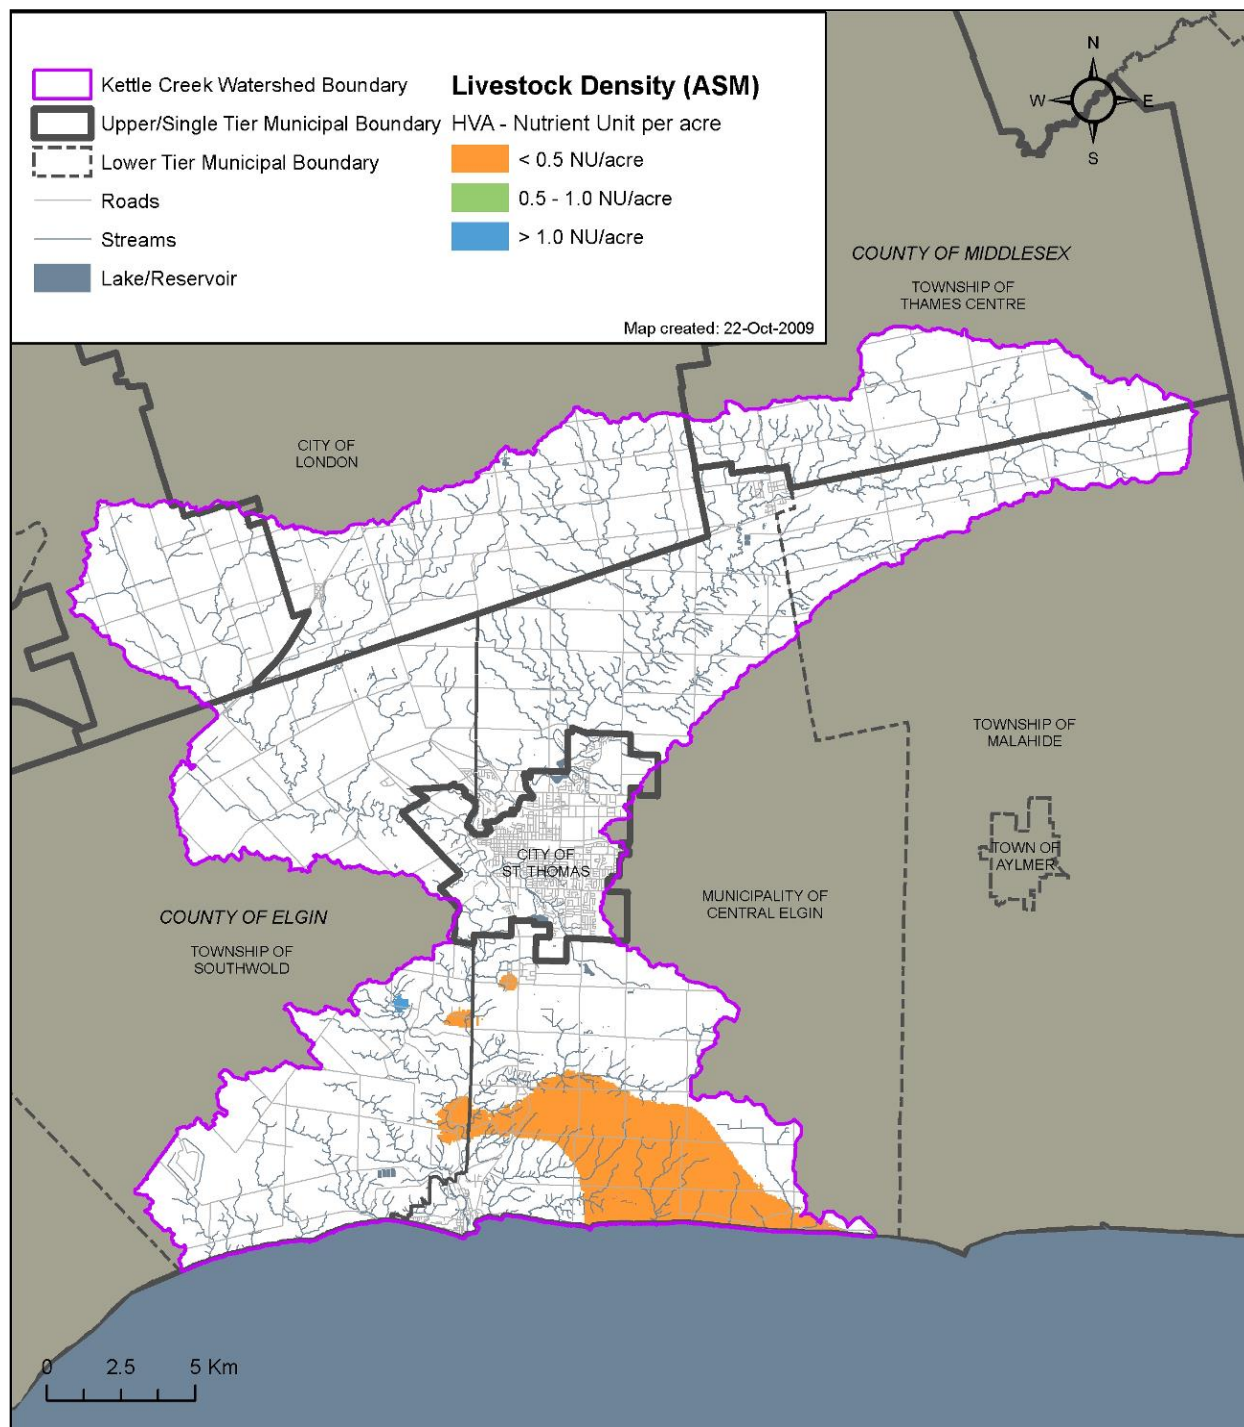 Kettle Creek Watershed Boundary
Upper/Single Tier Municipal Boundary
Lower Tier Municipal Boundary
Roads
Streams
Lake/Reservoir
Livestock Density (ASM)
HVA - Nutrient Unit per acre
< 0.5 NU/acre
0.5 - 1.0 NU/acre
> 1.0 NU/acre
Map created: 22-Oct-2009
N
W
E
S
COUNTY OF MIDDLESEX
TOWNSHIP OF
THAMES CENTRE
CITY OF
LONDON
TOWNSHIP OF
MALAHIDE
TOWN OF
AYLMER
CITY OF
ST. THOMAS
MUNICIPALITY OF
CENTRAL ELGIN
COUNTY OF ELGIN
TOWNSHIP OF
SOUTHWOLD
0 2.5 5 Km